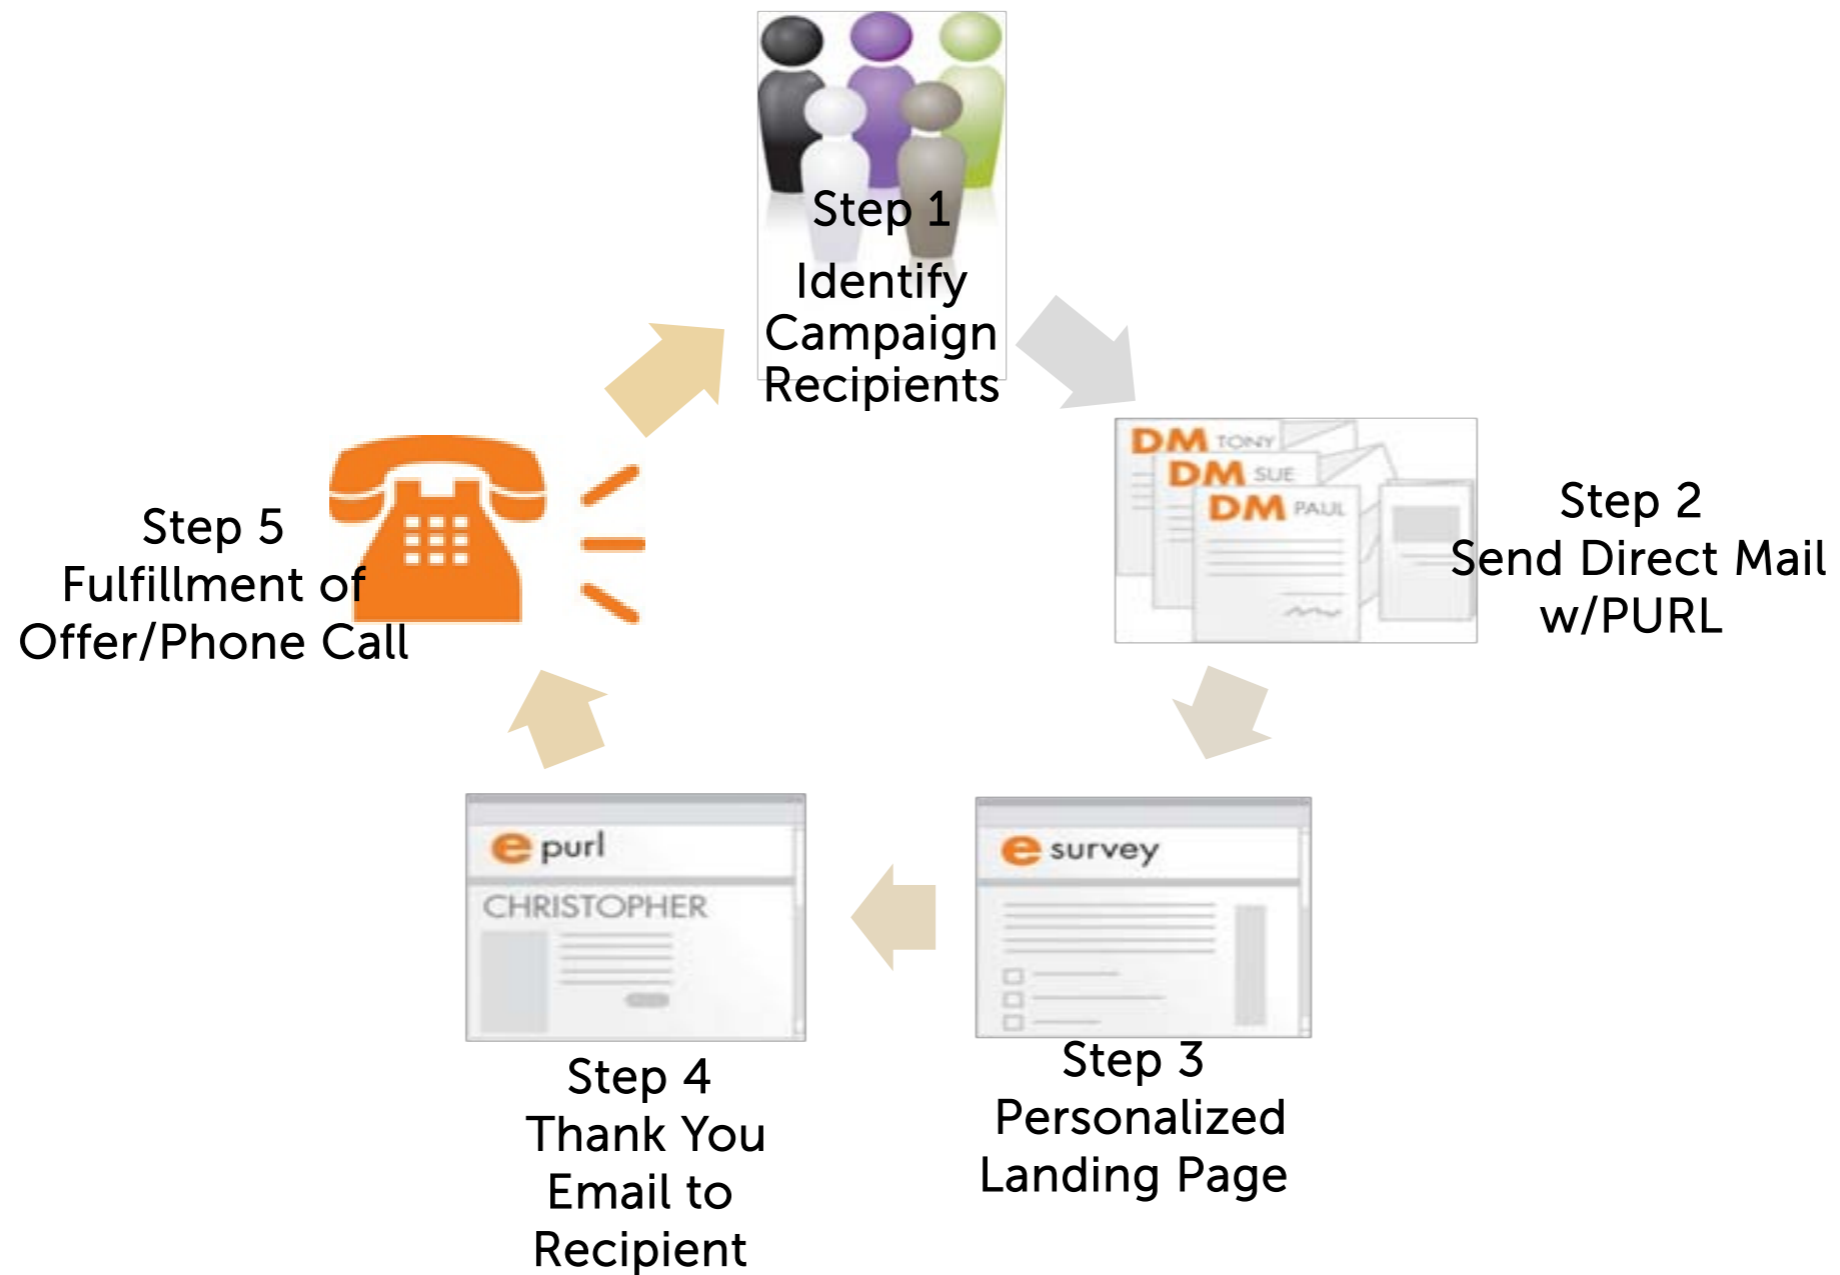 Step 1
Identify
Campaign
Recipients
DM TONY
DM SUE
DM PAUL
Step 2
Send Direct Mail
w/PURL
e survey
Step 3
Personalized
Landing Page
e purl
CHRISTOPHER
Step 4
Thank You
Email to
Recipient
Step 5
Fulfillment of
Offer/Phone Call